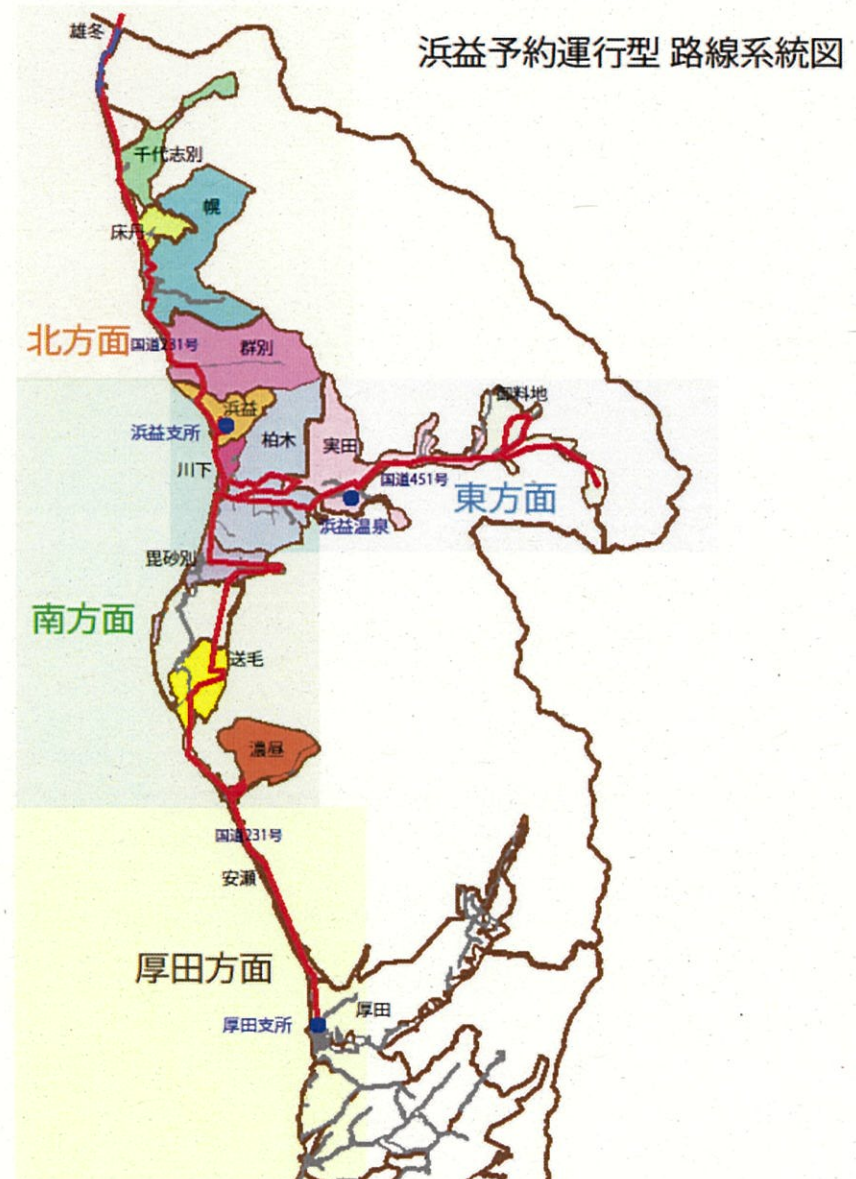 浜益予約運行型 路線系統図
雄冬
千代志別
幌
床丹
北方面
国道231号
群別
御料地
浜益
浜益支所
柏木
実田
川下
国道451号
東方面
浜益温泉
毘砂別
南方面
送毛
濃昼
国道231号
安瀬
厚田方面
厚田
厚田支所